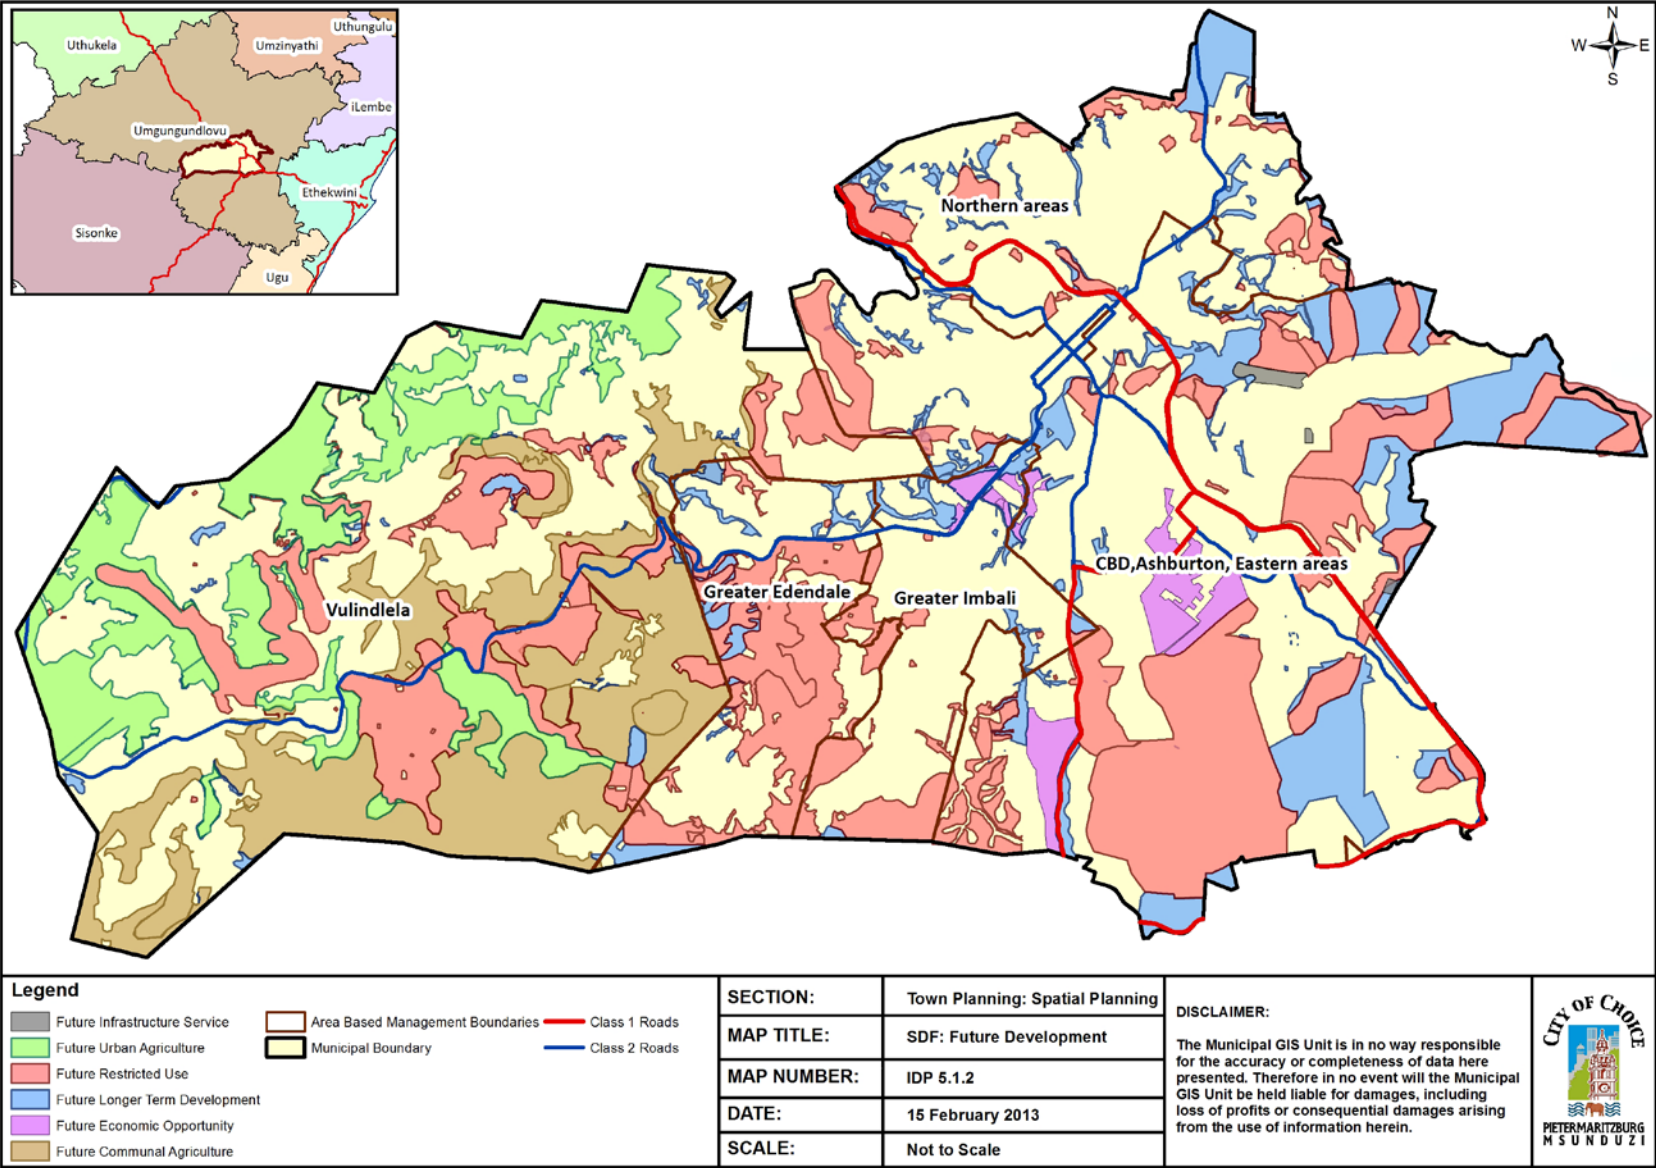 Uthungulu
Uthukela
Umzinyathi
iLembe
Umgungundlovu
Ethekwini
Sisonke
Ugu
N
W E
S
Northern areas
CBD,Ashburton, Eastern areas
Greater Edendale
Greater Imbali
Vulindlela
Legend
Future Infrastructure Service
Future Urban Agriculture
Future Restricted Use
Future Longer Term Development
Future Economic Opportunity
Future Communal Agriculture
Area Based Management Boundaries
Municipal Boundary
Class 1 Roads
Class 2 Roads
SECTION: Town Planning: Spatial Planning
MAP TITLE: SDF: Future Development
MAP NUMBER: IDP 5.1.2
DATE: 15 February 2013
SCALE: Not to Scale
DISCLAIMER:
The Municipal GIS Unit is in no way responsible
for the accuracy or completeness of data here
presented. Therefore in no event will the Municipal
GIS Unit be held liable for damages, including
loss of profits or consequential damages arising
from the use of information herein.
CITY OF CHOICE
PIETERMARITZBURG
MSUNDUZI